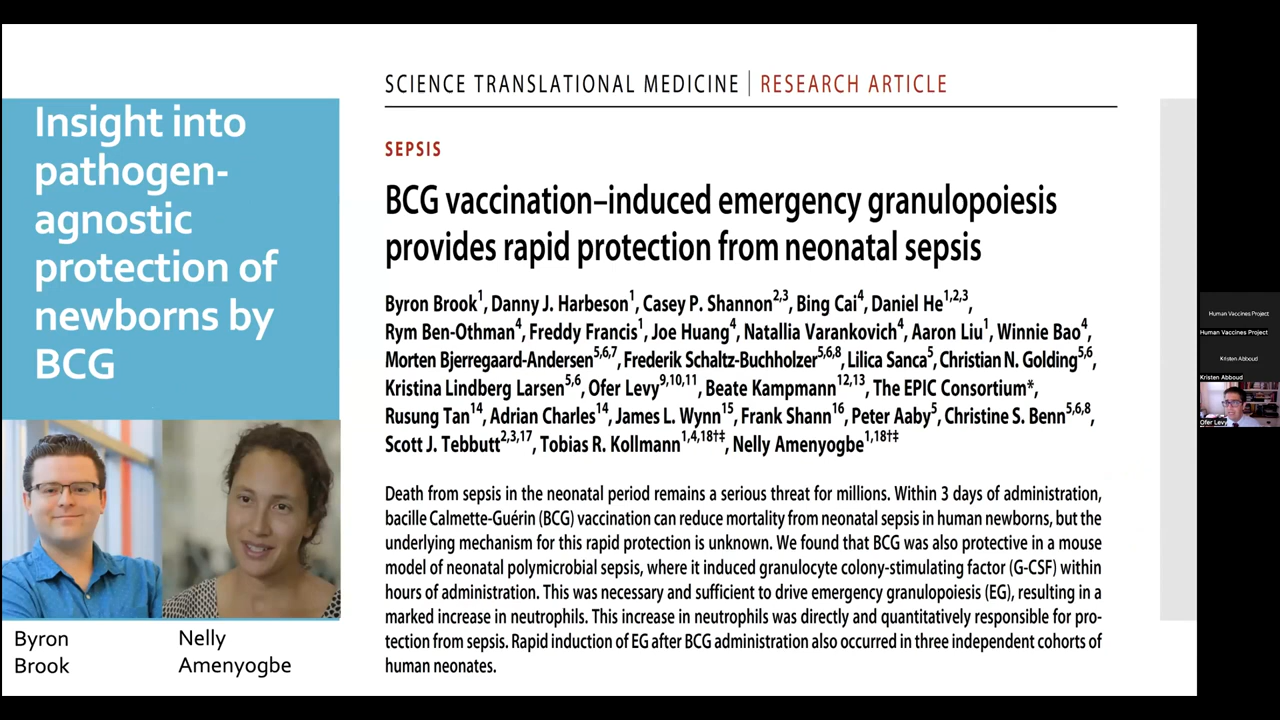 Insight into
pathogen-
agnostic
protection of
newborns by
BCG
Byron
Brook
Nelly
Amenyogbe
SCIENCE TRANSLATIONAL MEDICINE | RESEARCH ARTICLE
SEPSIS
BCG vaccination–induced emergency granulopoiesis
provides rapid protection from neonatal sepsis
Byron Brook1, Danny J. Harbeson1, Casey P. Shannon2,3, Bing Cai4, Daniel He1,2,3,
Rym Ben-Othman4, Freddy Francis1, Joe Huang4, Natallia Varankovich4, Aaron Liu1, Winnie Bao4,
Morten Bjerregaard-Andersen5,6,7, Frederik Schaltz-Buchholzer5,6,8, Lilica Sanca5, Christian N. Golding5,6,
Kristina Lindberg Larsen5,6, Ofer Levy9,10,11, Beate Kampmann12,13, The EPIC Consortium*,
Rusung Tan14, Adrian Charles14, James L. Wynn15, Frank Shann16, Peter Aaby5, Christine S. Benn5,6,8,
Scott J. Tebbutt2,3,17, Tobias R. Kollmann1,4,18†‡, Nelly Amenyogbe1,18†‡
Death from sepsis in the neonatal period remains a serious threat for millions. Within 3 days of administration,
bacille Calmette-Guérin (BCG) vaccination can reduce mortality from neonatal sepsis in human newborns, but the
underlying mechanism for this rapid protection is unknown. We found that BCG was also protective in a mouse
model of neonatal polymicrobial sepsis, where it induced granulocyte colony-stimulating factor (G-CSF) within
hours of administration. This was necessary and sufficient to drive emergency granulopoiesis (EG), resulting in a
marked increase in neutrophils. This increase in neutrophils was directly and quantitatively responsible for pro-
tection from sepsis. Rapid induction of EG after BCG administration also occurred in three independent cohorts of
human neonates.
Human Vaccines Project
Human Vaccines Project
Kristen Abboud
Kristen Abboud
Ofer Levy